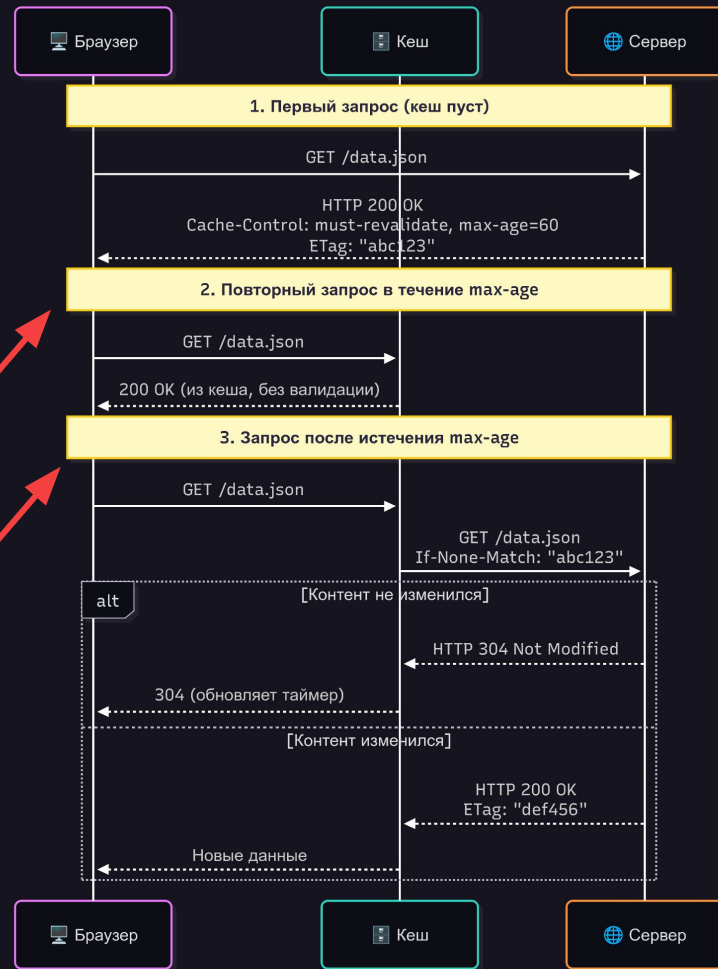 Браузер
Кеш
Сервер
1. Первый запрос (кеш пуст)
GET /data.json
HTTP 200 OK
Cache-Control: must-revalidate, max-age=60
ETag: "abc123"
2. Повторный запрос в течение max-age
GET /data.json
200 OK (из кеша, без валидации)
3. Запрос после истечения max-age
GET /data.json
GET /data.json
If-None-Match: "abc123"
alt
[Контент не изменился]
HTTP 304 Not Modified
304 (обновляет таймер)
[Контент изменился]
HTTP 200 OK
ETag: "def456"
Новые данные
Браузер
Кеш
Сервер